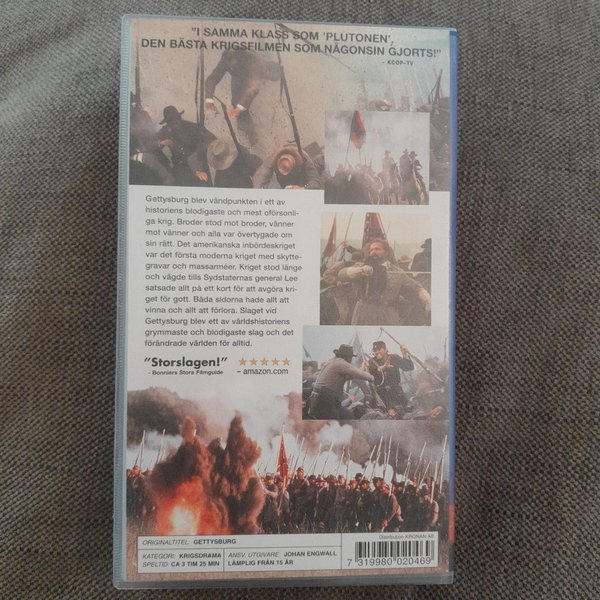 "I SAMMA KLASS SOM 'PLUTONEN',
DEN BÄSTA KRIGSFILMEN SOM NÅGONSIN GJORTS!"
- KCOP-TV
Gettysburg blev vändpunkten i ett av
historiens blodigaste och mest oförsonli-
ga krig. Broder stod mot broder, vänner
mot vänner och alla var övertygade om
sin rätt. Det amerikanska inbördeskriget
var det första moderna kriget med skytte-
gravar och massarméer. Kriget stod länge
och vägde tills Sydstaternas general Lee
satsade allt på ett kort för att avgöra kri-
get för gott. Båda sidorna hade allt att
vinna och allt att förlora. Slaget vid
Gettysburg blev ett av världshistoriens
grymmaste och blodigaste slag och det
förändrade världen för alltid.
"Storslagen!"
- Bonniers Stora Filmguide
- amazon.com
ORIGINALTITEL: GETTYSBURG
KATEGORI: KRIGSDRAMA
SPELTID: CA 3 TIM 25 MIN
ANSV. UTGIVARE: JOHAN ENGWALL
LÄMPLIG FRÅN 15 ÅR
Distribution KRONAN AB
7 319980 020469